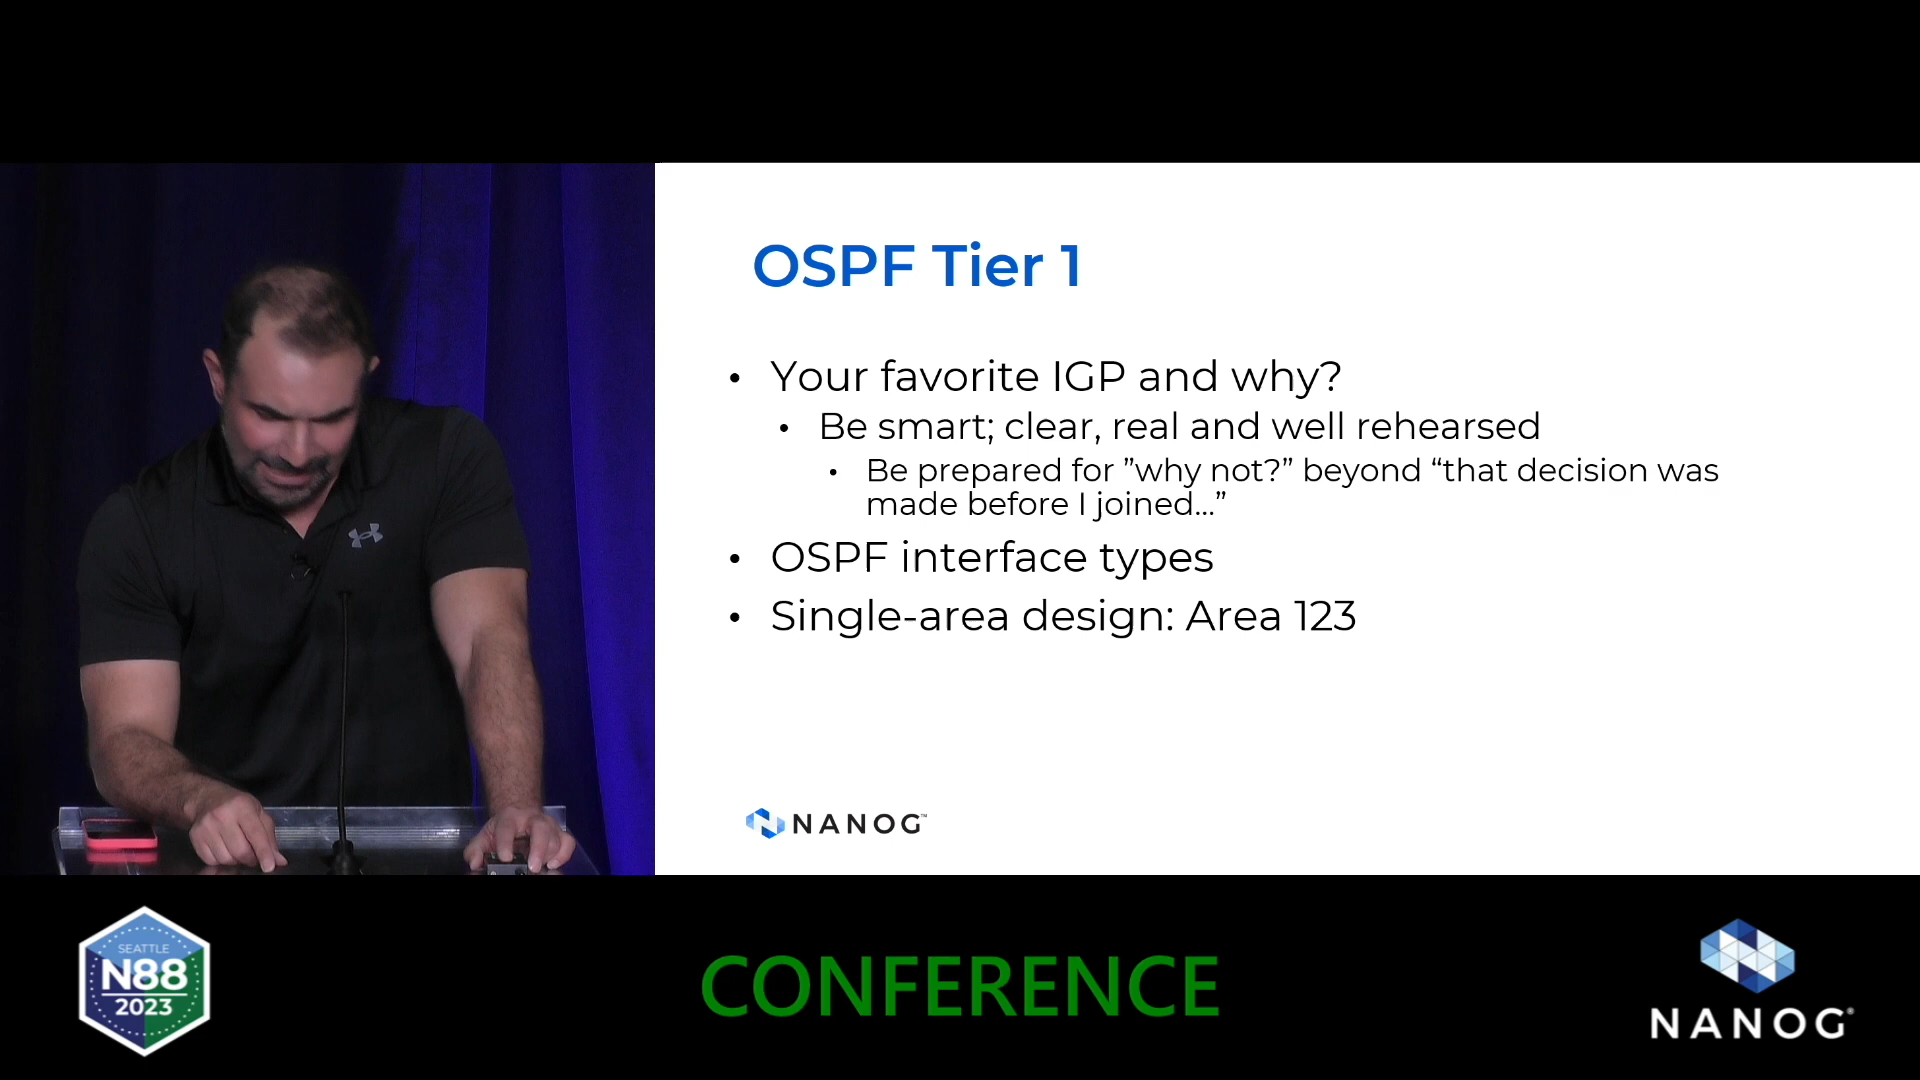 OSPF Tier 1
• Your favorite IGP and why?
• Be smart; clear, real and well rehearsed
• Be prepared for ”why not?” beyond “that decision was
made before I joined...”
• OSPF interface types
• Single-area design: Area 123
NANOG™
SEATTLE
N88
2023
CONFERENCE
NANOG®